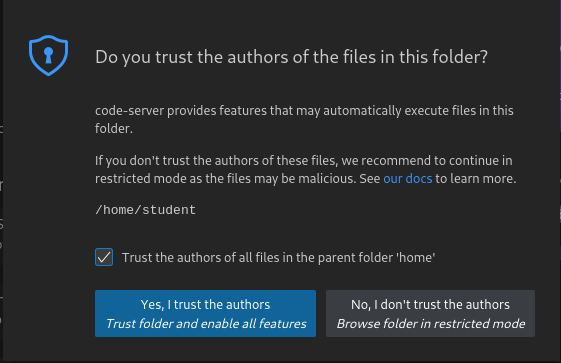 Do you trust the authors of the files in this folder?
code-server provides features that may automatically execute files in this
folder.
If you don't trust the authors of these files, we recommend to continue in
restricted mode as the files may be malicious. See our docs to learn more.
/home/student
Trust the authors of all files in the parent folder 'home'
Yes, I trust the authors
Trust folder and enable all features
No, I don't trust the authors
Browse folder in restricted mode